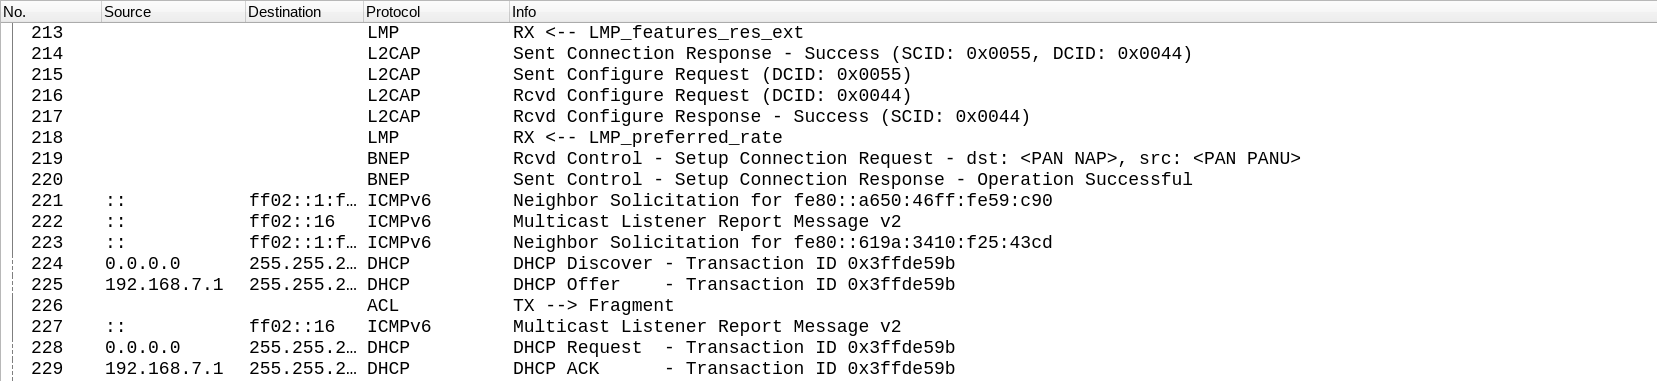 No. Source Destination Protocol Info
213 LMP RX <-- LMP_features_res_ext
214 L2CAP Sent Connection Response - Success (SCID: 0x0055, DCID: 0x0044)
215 L2CAP Sent Configure Request (DCID: 0x0055)
216 L2CAP Rcvd Configure Request (DCID: 0x0044)
217 L2CAP Rcvd Configure Response - Success (SCID: 0x0044)
218 LMP RX <-- LMP_preferred_rate
219 BNEP Rcvd Control - Setup Connection Request - dst: <PAN NAP>, src: <PAN PANU>
220 BNEP Sent Control - Setup Connection Response - Operation Successful
221 :: ff02::1:f… ICMPv6 Neighbor Solicitation for fe80::a650:46ff:fe59:c90
222 :: ff02::16 ICMPv6 Multicast Listener Report Message v2
223 :: ff02::1:f… ICMPv6 Neighbor Solicitation for fe80::619a:3410:f25:43cd
224 0.0.0.0 255.255.2… DHCP DHCP Discover - Transaction ID 0x3ffde59b
225 192.168.7.1 255.255.2… DHCP DHCP Offer - Transaction ID 0x3ffde59b
226 ACL TX --> Fragment
227 :: ff02::16 ICMPv6 Multicast Listener Report Message v2
228 0.0.0.0 255.255.2… DHCP DHCP Request - Transaction ID 0x3ffde59b
229 192.168.7.1 255.255.2… DHCP DHCP ACK - Transaction ID 0x3ffde59b